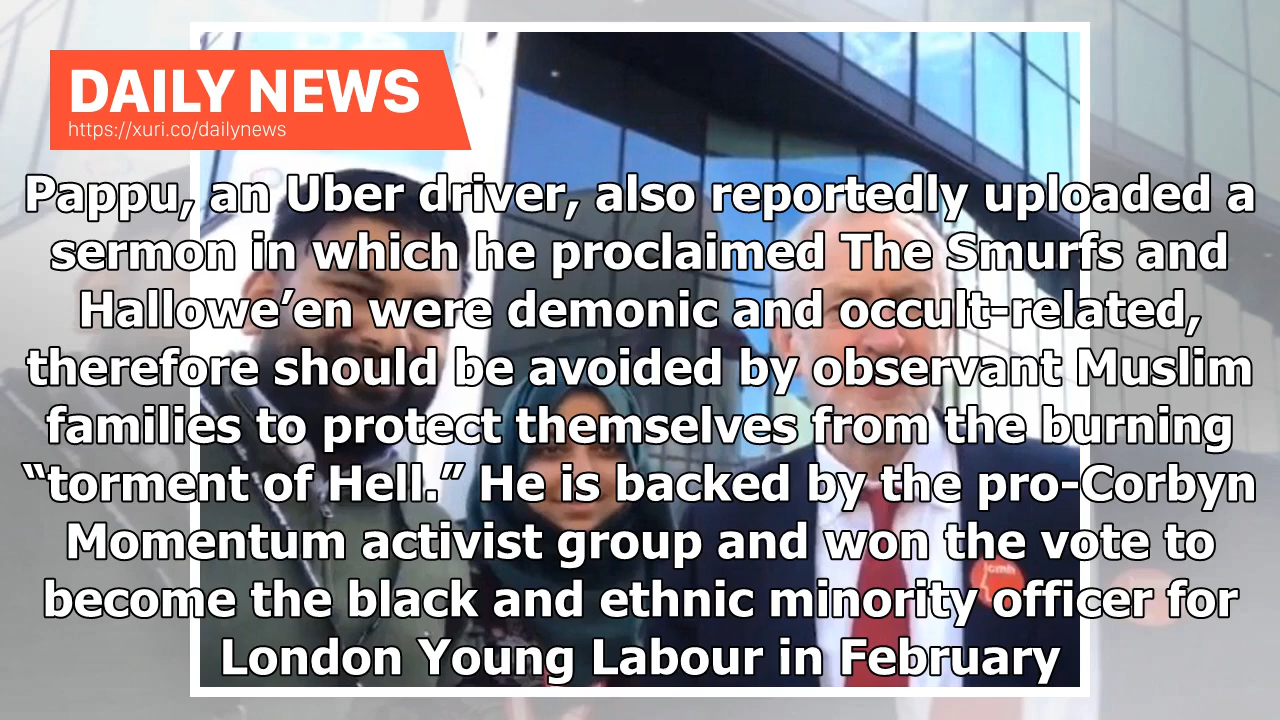 DAILY NEWS
https://xuri.co/dailynews
Pappu, an Uber driver, also reportedly uploaded a
sermon in which he proclaimed The Smurfs and
Hallowe’en were demonic and occult-related,
therefore should be avoided by observant Muslim
families to protect themselves from the burning
“torment of Hell.” He is backed by the pro-Corbyn
Momentum activist group and won the vote to
become the black and ethnic minority officer for
London Young Labour in February